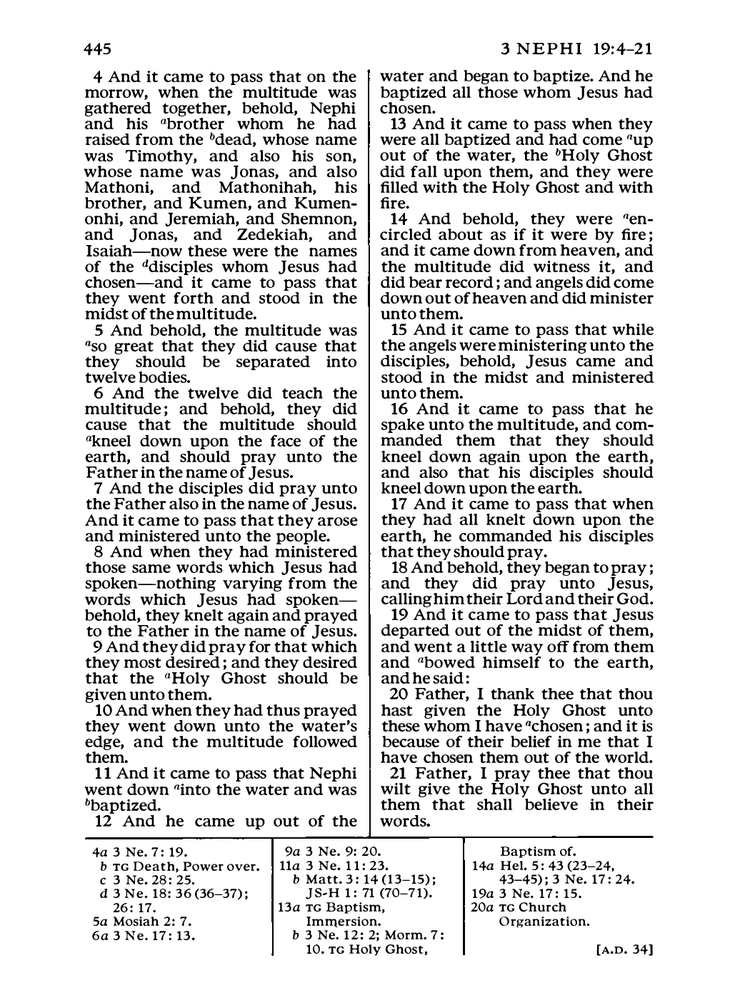 445
3 NEPHI 19:4–21
4 And it came to pass that on the
morrow, when the multitude was
gathered together, behold, Nephi
and his abrother whom he had
raised from the bdead, whose name
was Timothy, and also his son,
whose name was Jonas, and also
Mathoni, and Mathonihah, his
brother, and Kumen, and Kumen-
onhi, and Jeremiah, and Shemnon,
and Jonas, and Zedekiah, and
Isaiah—now these were the names
of the ddisciples whom Jesus had
chosen—and it came to pass that
they went forth and stood in the
midst of the multitude.
5 And behold, the multitude was
aso great that they did cause that
they should be separated into
twelve bodies.
6 And the twelve did teach the
multitude; and behold, they did
cause that the multitude should
akneel down upon the face of the
earth, and should pray unto the
Father in the name of Jesus.
7 And the disciples did pray unto
the Father also in the name of Jesus.
And it came to pass that they arose
and ministered unto the people.
8 And when they had ministered
those same words which Jesus had
spoken—nothing varying from the
words which Jesus had spoken—
behold, they knelt again and prayed
to the Father in the name of Jesus.
9 And they did pray for that which
they most desired; and they desired
that the aHoly Ghost should be
given unto them.
10 And when they had thus prayed
they went down unto the water's
edge, and the multitude followed
them.
11 And it came to pass that Nephi
went down ainto the water and was
bbaptized.
12 And he came up out of the
water and began to baptize. And he
baptized all those whom Jesus had
chosen.
13 And it came to pass when they
were all baptized and had come aup
out of the water, the bHoly Ghost
did fall upon them, and they were
filled with the Holy Ghost and with
fire.
14 And behold, they were aen-
circled about as if it were by fire;
and it came down from heaven, and
the multitude did witness it, and
did bear record; and angels did come
down out of heaven and did minister
unto them.
15 And it came to pass that while
the angels were ministering unto the
disciples, behold, Jesus came and
stood in the midst and ministered
unto them.
16 And it came to pass that he
spake unto the multitude, and com-
manded them that they should
kneel down again upon the earth,
and also that his disciples should
kneel down upon the earth.
17 And it came to pass that when
they had all knelt down upon the
earth, he commanded his disciples
that they should pray.
18 And behold, they began to pray;
and they did pray unto Jesus,
calling him their Lord and their God.
19 And it came to pass that Jesus
departed out of the midst of them,
and went a little way off from them
and abowed himself to the earth,
and he said:
20 Father, I thank thee that thou
hast given the Holy Ghost unto
these whom I have achosen; and it is
because of their belief in me that I
have chosen them out of the world.
21 Father, I pray thee that thou
wilt give the Holy Ghost unto all
them that shall believe in their
words.
4a 3 Ne. 7: 19.
b TG Death, Power over.
c 3 Ne. 28: 25.
d 3 Ne. 18: 36 (36–37);
26: 17.
5a Mosiah 2: 7.
6a 3 Ne. 17: 13.
9a 3 Ne. 9: 20.
11a 3 Ne. 11: 23.
b Matt. 3: 14 (13–15);
JS-H 1: 71 (70–71).
13a TG Baptism,
Immersion.
b 3 Ne. 12: 2; Morm. 7:
10. TG Holy Ghost,
Baptism of.
14a Hel. 5: 43 (23–24,
43–45); 3 Ne. 17: 24.
19a 3 Ne. 17: 15.
20a TG Church
Organization.
[A.D. 34]